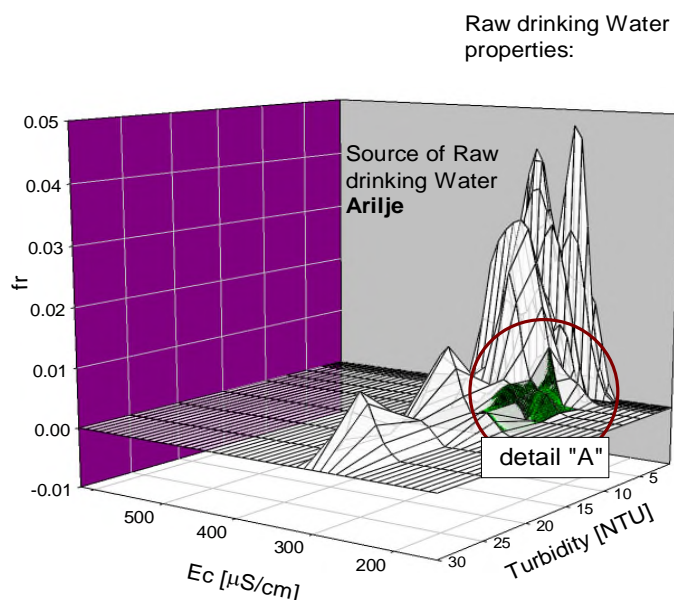 Raw drinking Water
properties:
Source of Raw
drinking Water
Arilje
0.05
0.04
0.03
0.02
0.01
0.00
-0.01
fr
detail "A"
500
400
300
200
Ec [μS/cm]
30
25
20
15
10
5
Turbidity [NTU]